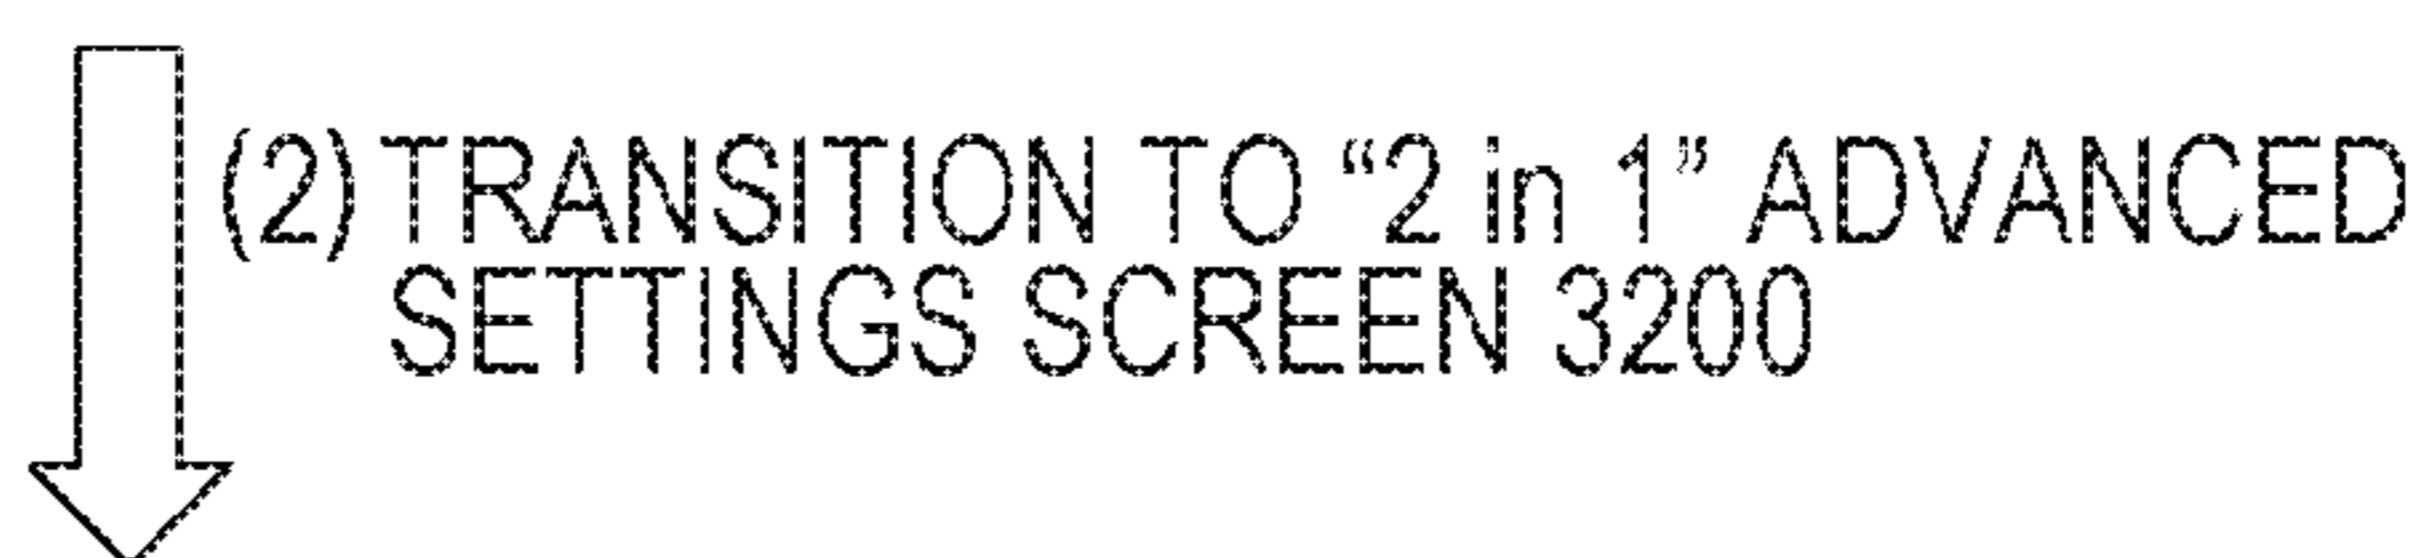 (2) TRANSITION TO “2 in 1” ADVANCED
SETTINGS SCREEN 3200